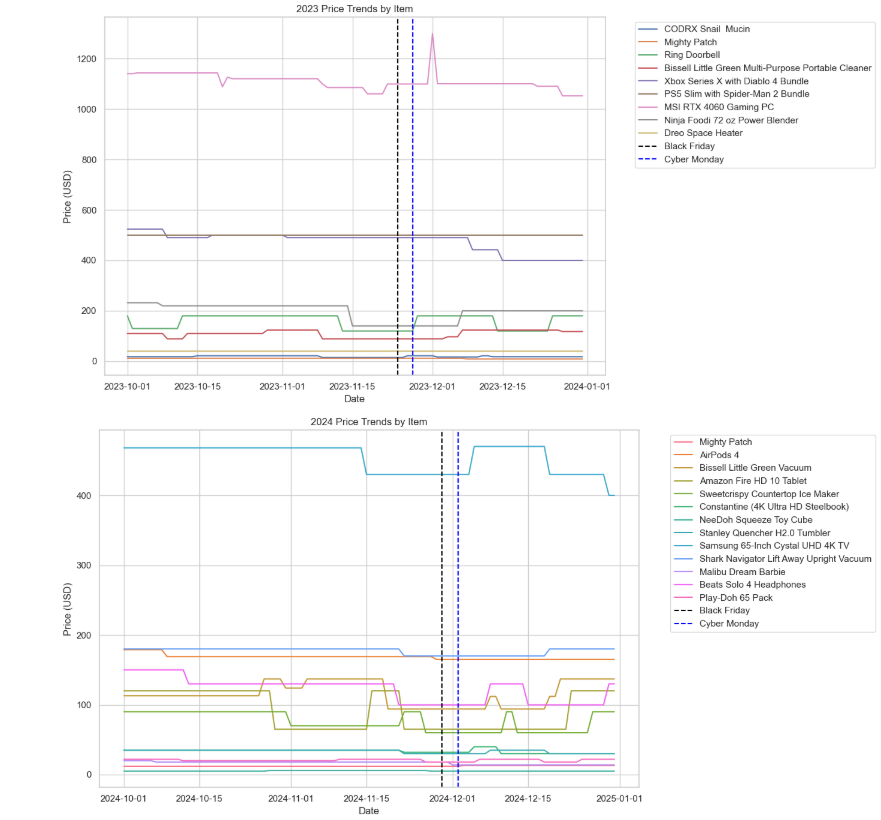 2023 Price Trends by Item
1200
1000
800
600
400
200
0
Price (USD)
2023-10-01 2023-10-15 2023-11-01 2023-11-15 2023-12-01 2023-12-15 2024-01-01
Date
CODRX Snail  Mucin
Mighty Patch
Ring Doorbell
Bissell Little Green Multi-Purpose Portable Cleaner
Xbox Series X with Diablo 4 Bundle
PS5 Slim with Spider-Man 2 Bundle
MSI RTX 4060 Gaming PC
Ninja Foodi 72 oz Power Blender
Dreo Space Heater
Black Friday
Cyber Monday
2024 Price Trends by Item
400
300
200
100
0
Price (USD)
2024-10-01 2024-10-15 2024-11-01 2024-11-15 2024-12-01 2024-12-15 2025-01-01
Date
Mighty Patch
AirPods 4
Bissell Little Green Vacuum
Amazon Fire HD 10 Tablet
Sweetcrispy Countertop Ice Maker
Constantine (4K Ultra HD Steelbook)
NeeDoh Squeeze Toy Cube
Stanley Quencher H2.0 Tumbler
Samsung 65-Inch Cystal UHD 4K TV
Shark Navigator Lift Away Upright Vacuum
Malibu Dream Barbie
Beats Solo 4 Headphones
Play-Doh 65 Pack
Black Friday
Cyber Monday